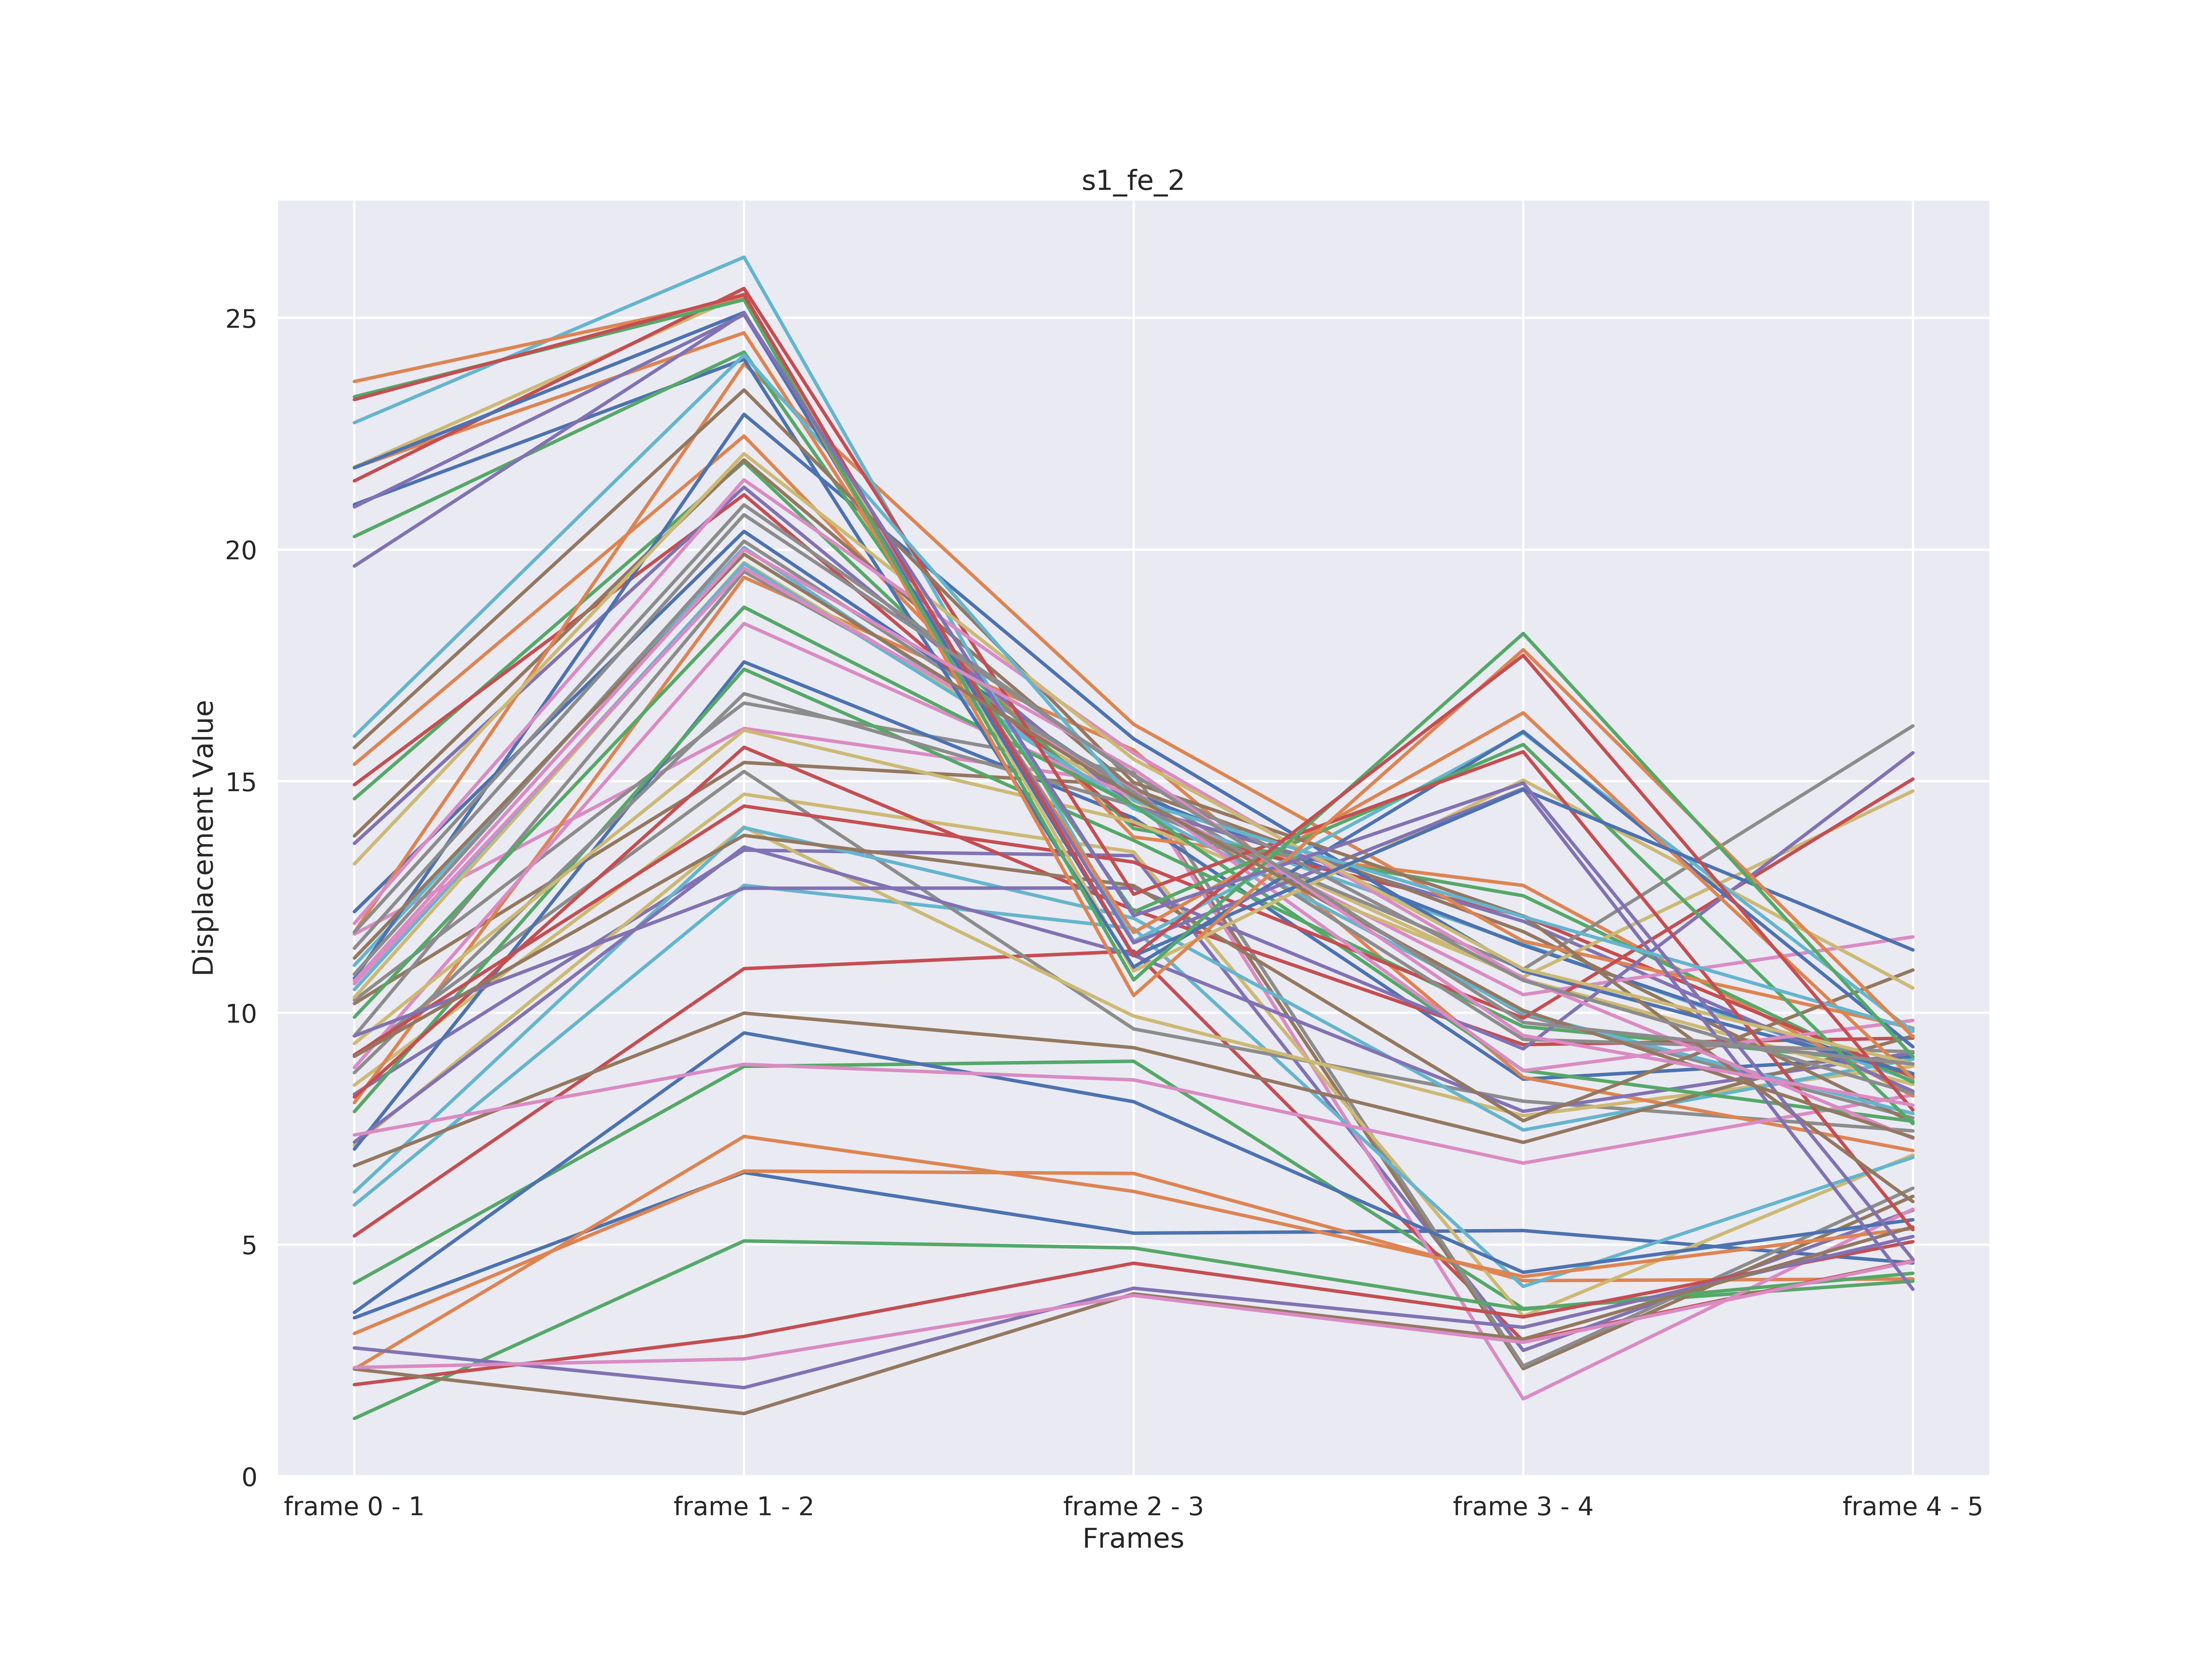 s1_fe_2
Displacement Value
25
20
15
10
5
0
frame 0 - 1
frame 1 - 2
frame 2 - 3
frame 3 - 4
frame 4 - 5
Frames